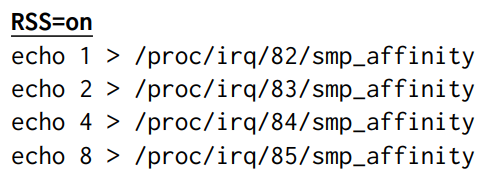 RSS=on
echo 1 > /proc/irq/82/smp_affinity
echo 2 > /proc/irq/83/smp_affinity
echo 4 > /proc/irq/84/smp_affinity
echo 8 > /proc/irq/85/smp_affinity